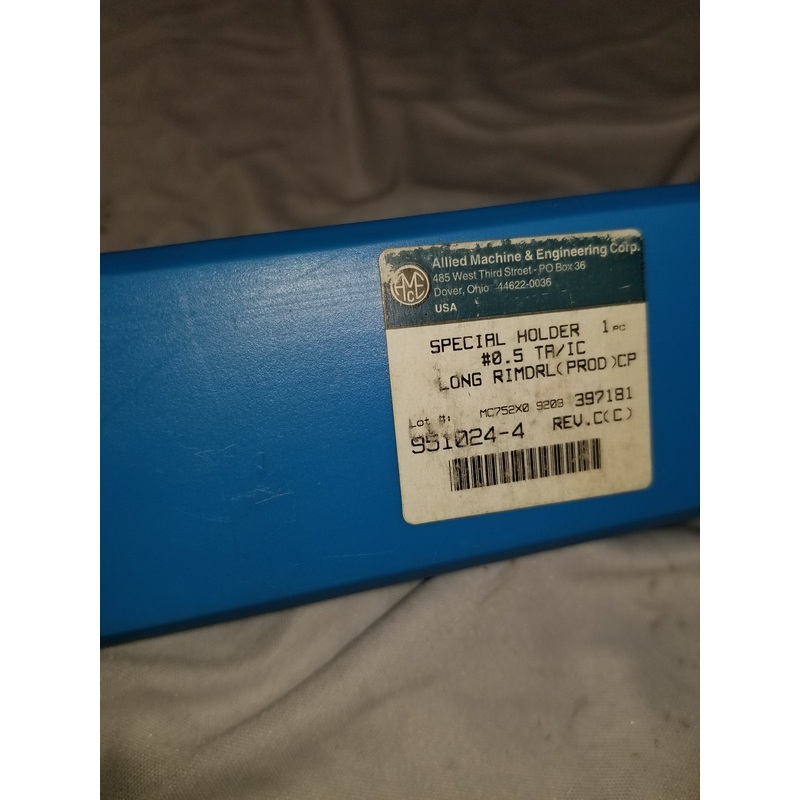 AMEC
Allied Machine & Engineering Corp.
485 West Third Street - PO Box 36
Dover, Ohio 44622-0036
USA
SPECIAL HOLDER 1 PC
#0.5 TA/IC
LONG RIMDRL(PROD)CP
Lot #: MC752X0 9209 397181
951024-4 REV.C(C)